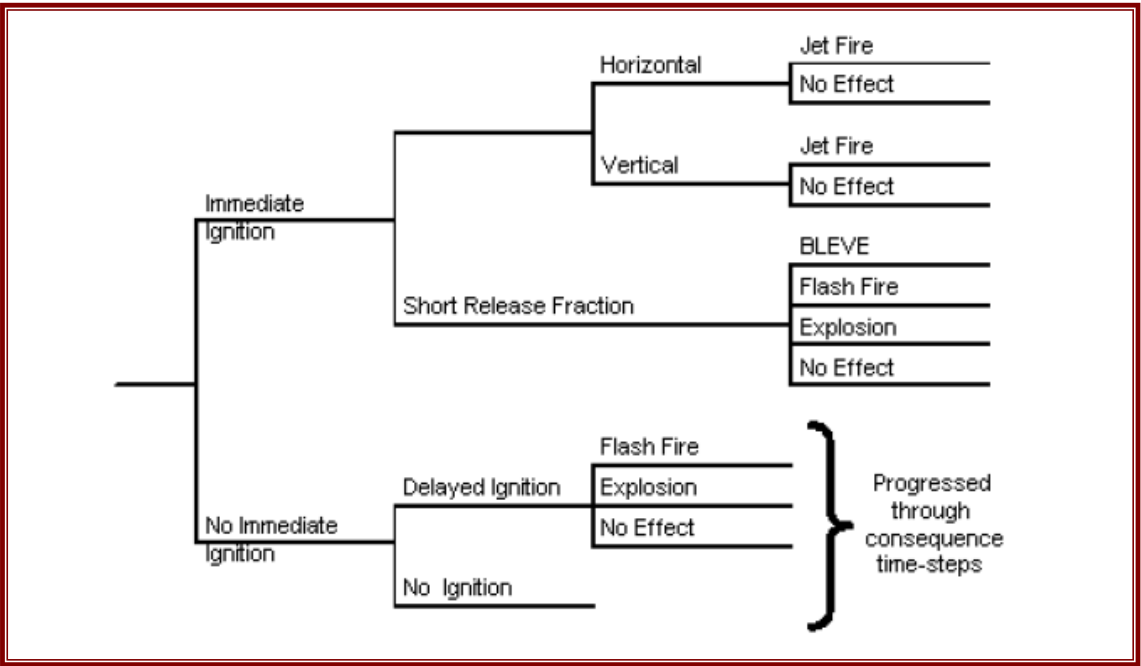 Jet Fire
Horizontal
No Effect
Jet Fire
Vertical
No Effect
Immediate
Ignition
BLEVE
Flash Fire
Short Release Fraction
Explosion
No Effect
Flash Fire
Delayed Ignition
Explosion
No Immediate
Ignition
No Effect
No Ignition
Progressed
through
consequence
time-steps